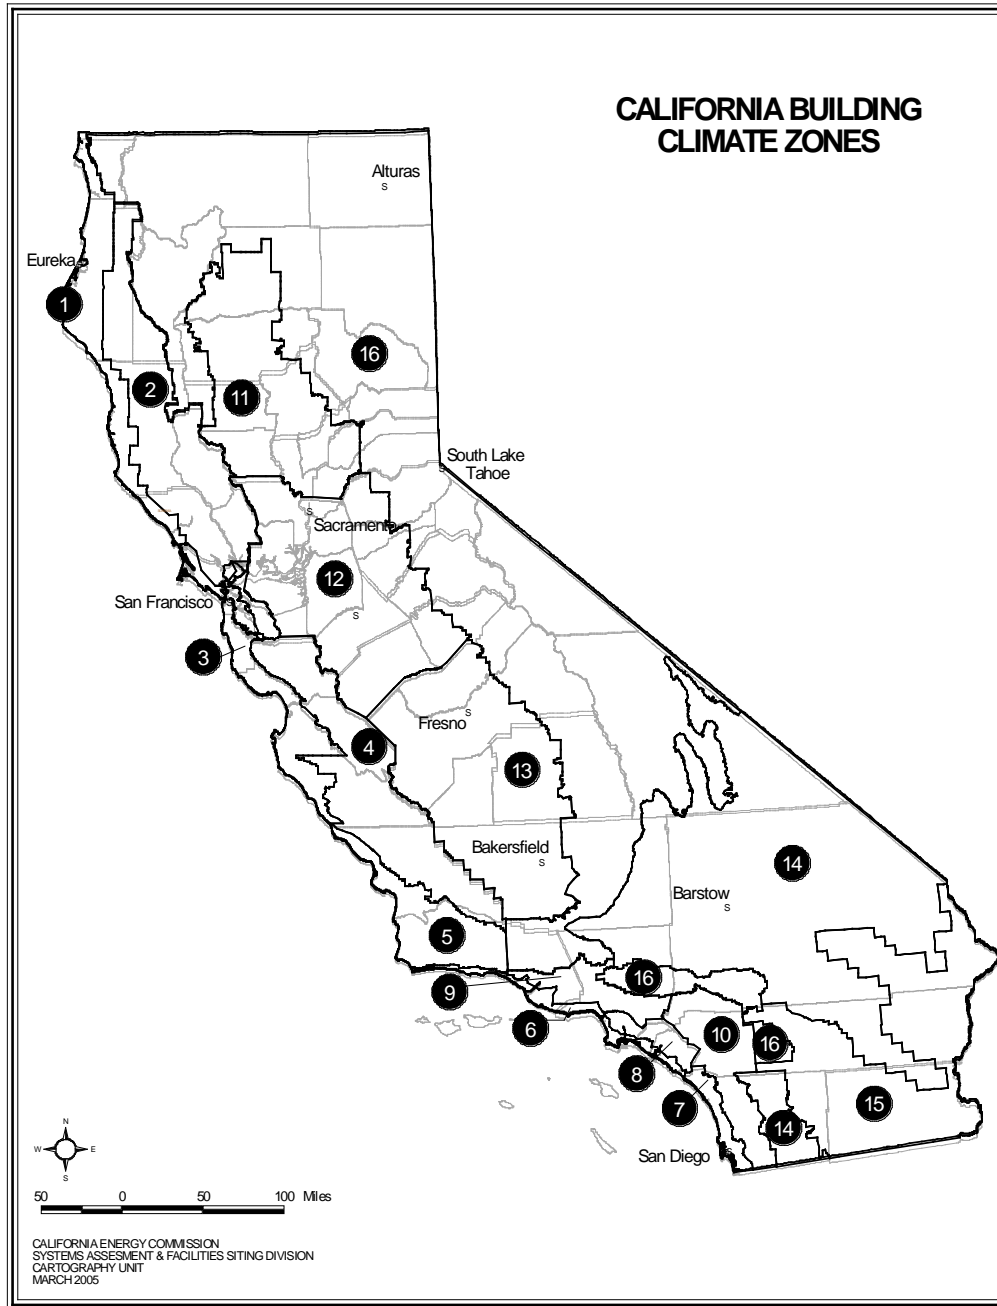 CALIFORNIA BUILDING
CLIMATE ZONES
Alturas
S
Eureka
1
16
2
11
South Lake
Tahoe
S
Sacramento
12
San Francisco
S
3
Fresno
S
4
13
Bakersfield
S
14
Barstow
S
5
16
9
6
10
16
8
7
15
14
San Diego
S
N
W
E
S
50
0
50
100 Miles
CALIFORNIA ENERGY COMMISSION
SYSTEMS ASSESMENT & FACILITIES SITING DIVISION
CARTOGRAPHY UNIT
MARCH 2005